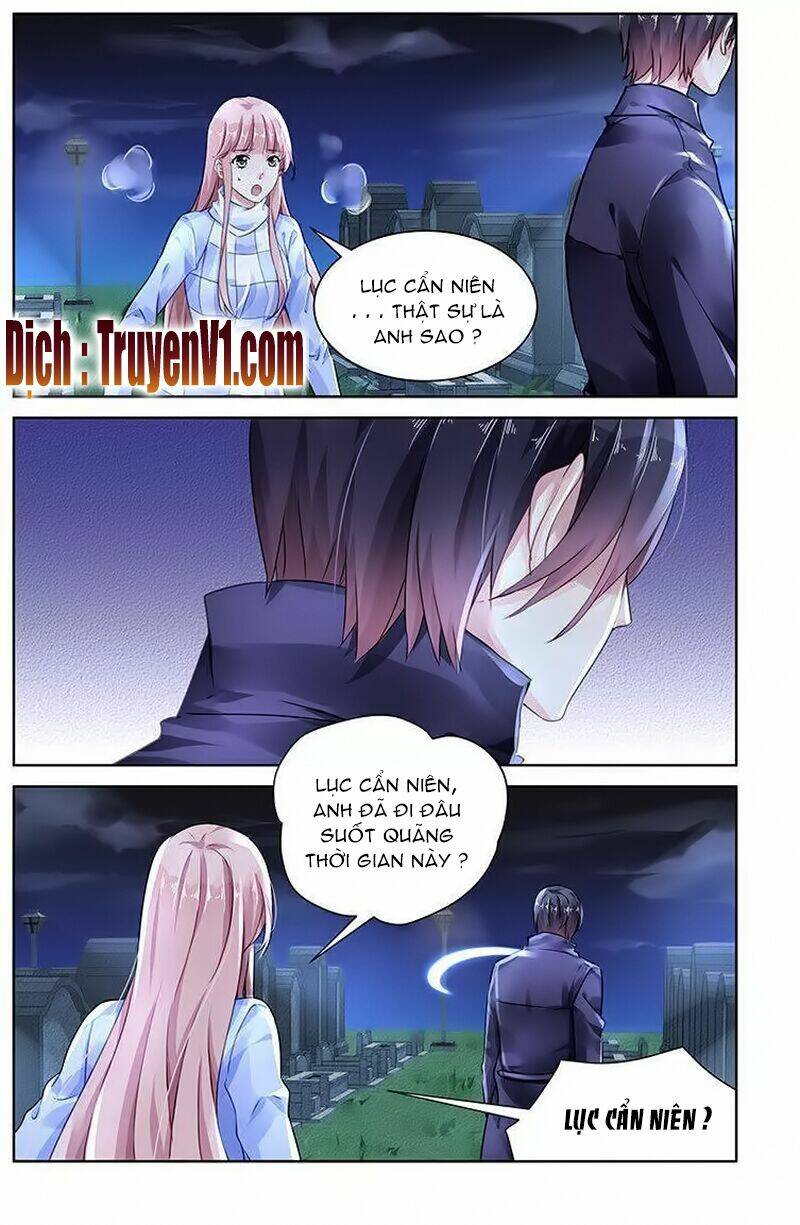 LỤC CẨN NIÊN
... THẬT SỰ LÀ
ANH SAO ?
Dịch : TruyenV1.com
LỤC CẨN NIÊN,
ANH ĐÃ ĐI ĐÂU
SUỐT QUÃNG
THỜI GIAN NÀY ?
LỤC CẨN NIÊN ?